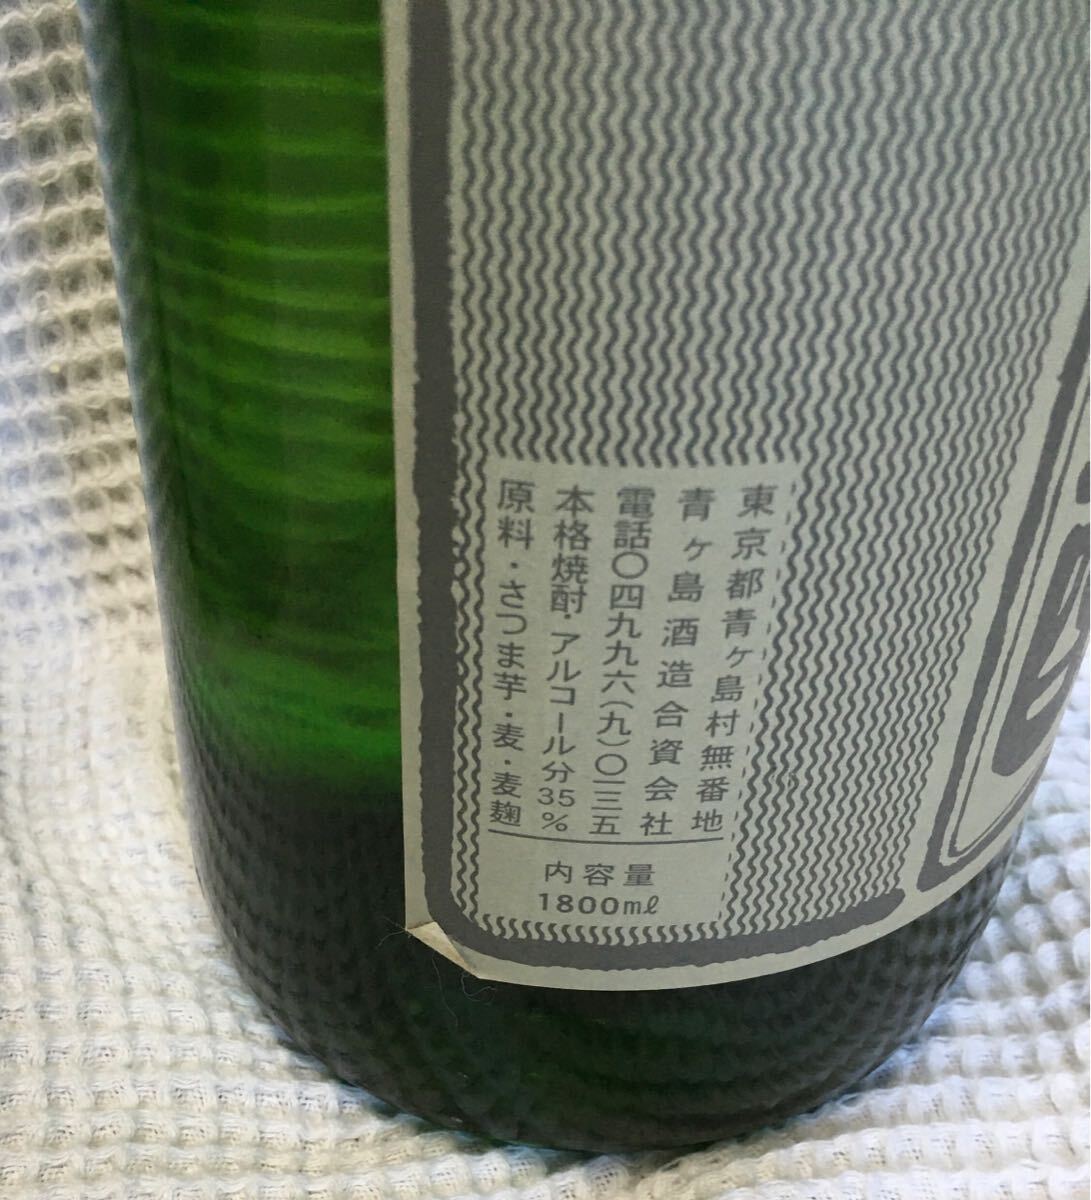 東京都青ヶ島村無番地
青ヶ島酒造合資会社
電話〇四九九六(九)〇三三五
本格焼酎・アルコール分35%
原料・さつま芋・麦・麦麹
内容量
1800mℓ